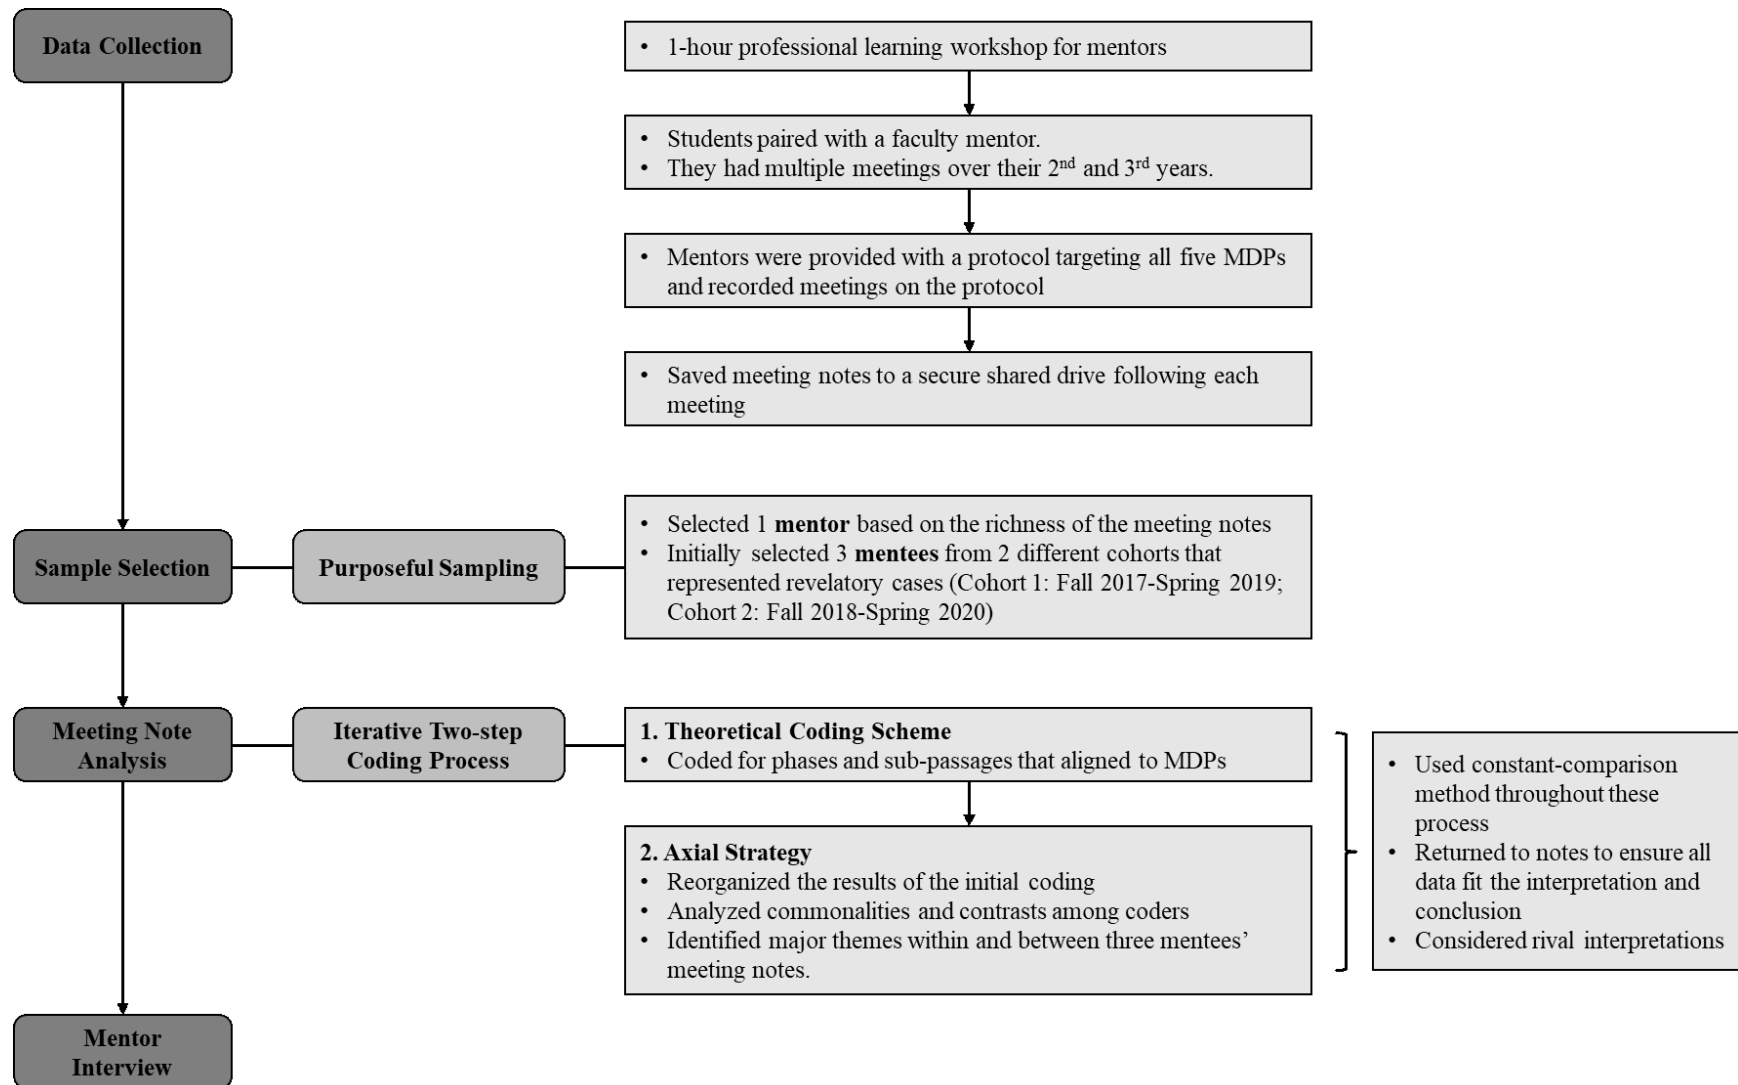 Data Collection
• 1-hour professional learning workshop for mentors
• Students paired with a faculty mentor.
• They had multiple meetings over their 2nd and 3rd years.
• Mentors were provided with a protocol targeting all five MDPs
and recorded meetings on the protocol
• Saved meeting notes to a secure shared drive following each
meeting
Sample Selection
Purposeful Sampling
• Selected 1 mentor based on the richness of the meeting notes
• Initially selected 3 mentees from 2 different cohorts that
represented revelatory cases (Cohort 1: Fall 2017-Spring 2019;
Cohort 2: Fall 2018-Spring 2020)
Meeting Note
Analysis
Iterative Two-step
Coding Process
1. Theoretical Coding Scheme
• Coded for phases and sub-passages that aligned to MDPs
2. Axial Strategy
• Reorganized the results of the initial coding
• Analyzed commonalities and contrasts among coders
• Identified major themes within and between three mentees’
meeting notes.
• Used constant-comparison
method throughout these
process
• Returned to notes to ensure all
data fit the interpretation and
conclusion
• Considered rival interpretations
Mentor
Interview